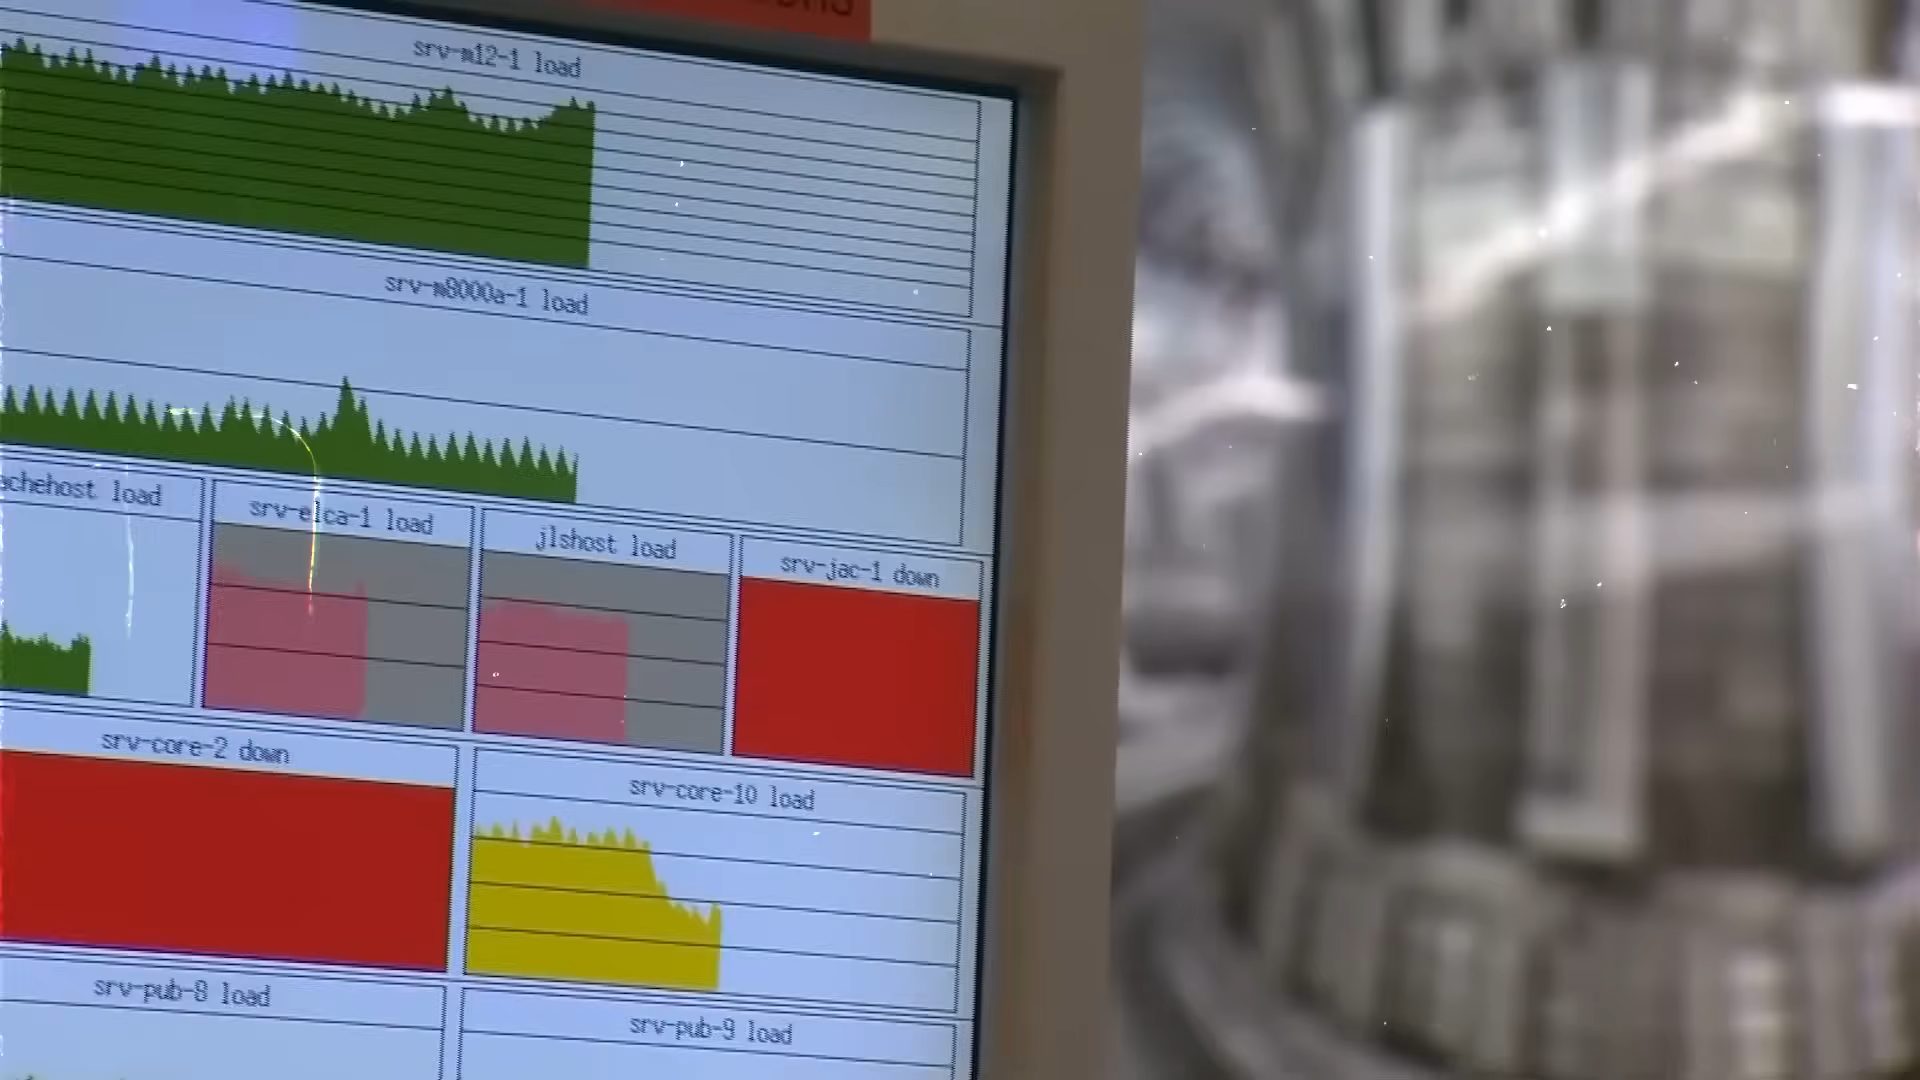 srv-m12-1 load
srv-m8000a-1 load
achehost load
srv-elca-1 load
jlshost load
srv-jac-1 down
srv-core-2 down
srv-core-10 load
srv-pub-8 load
srv-pub-9 load